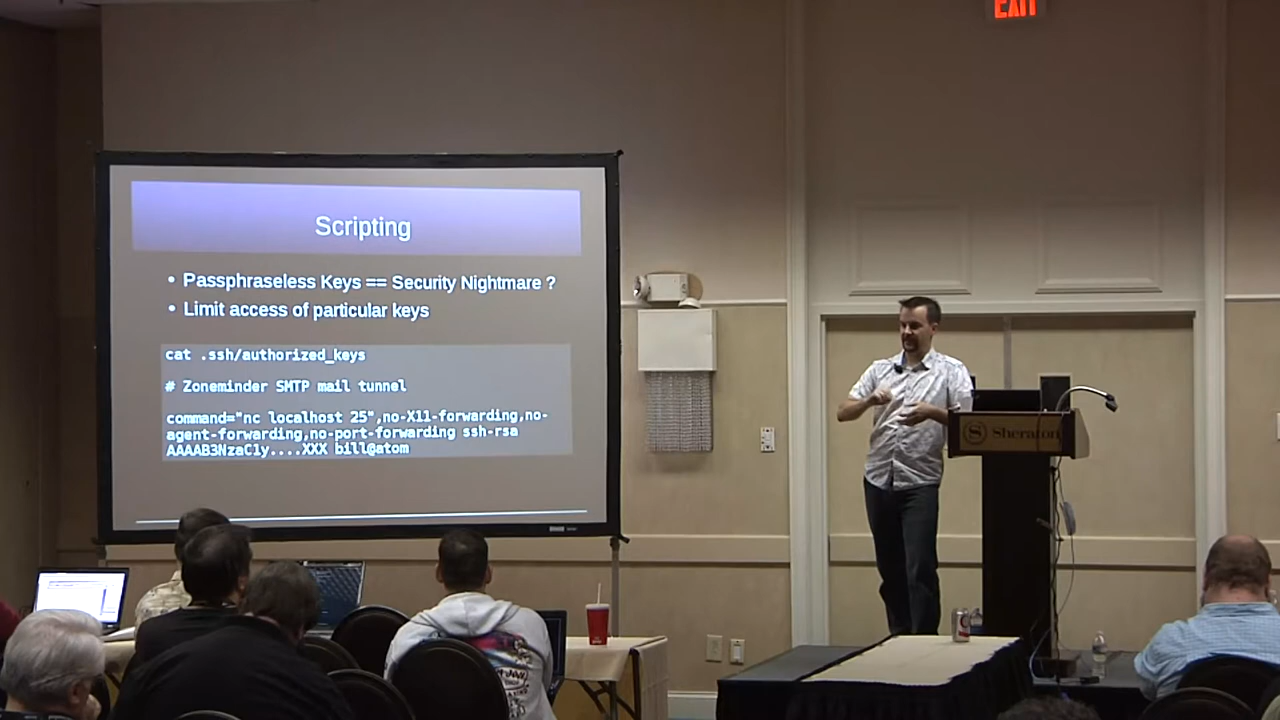 EXIT
Scripting
• Passphraseless Keys == Security Nightmare ?
• Limit access of particular keys
cat .ssh/authorized_keys
# Zoneminder SMTP mail tunnel
command="nc localhost 25",no-X11-forwarding,no-
agent-forwarding,no-port-forwarding ssh-rsa
AAAAB3NzaC1y....XXX bill@atom
S Sheraton